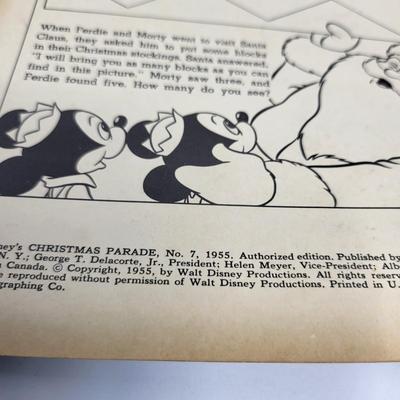 When Ferdie and Morty went to visit Santa
Claus, they asked him to put some blocks
in their Christmas stockings. Santa answered,
"I will bring you as many blocks as you can
find in this picture." Morty saw three, and
Ferdie found five. How many do you see?
ney's CHRISTMAS PARADE, No. 7, 1955. Authorized edition. Published by
N. Y.; George T. Delacorte, Jr., President; Helen Meyer, Vice-President; Albe
Canada. © Copyright, 1955, by Walt Disney Productions. All rights reserv
e reproduced without permission of Walt Disney Productions. Printed in U.
ographing Co.